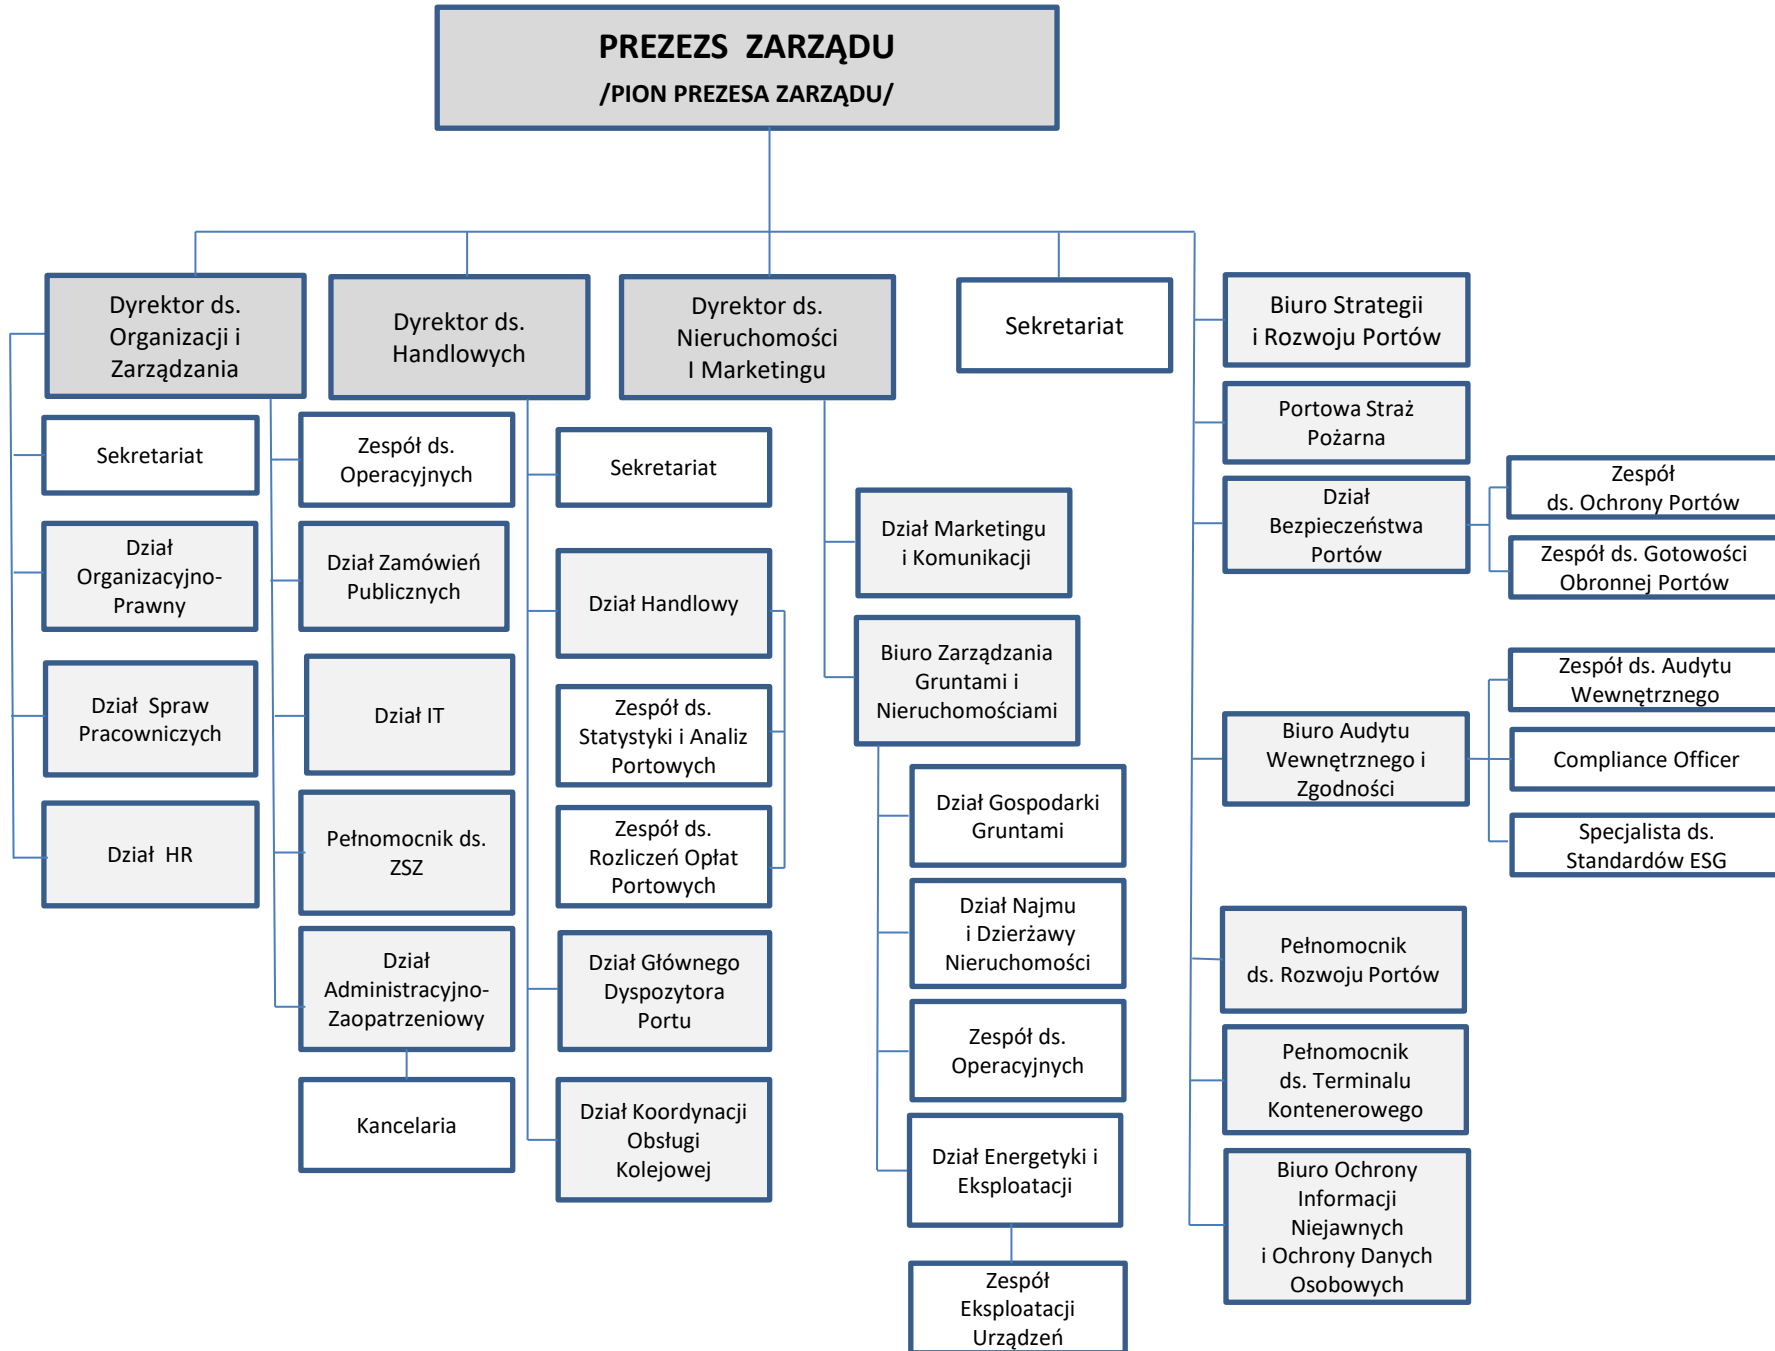 PREZEZS ZARZĄDU
/PION PREZESA ZARZĄDU/
Dyrektor ds.
Organizacji i
Zarządzania
Dyrektor ds.
Handlowych
Dyrektor ds.
Nieruchomości
I Marketingu
Sekretariat
Biuro Strategii
i Rozwoju Portów
Portowa Straż
Pożarna
Dział
Bezpieczeństwa
Portów
Zespół
ds. Ochrony Portów
Zespół ds. Gotowości
Obronnej Portów
Biuro Audytu
Wewnętrznego i
Zgodności
Zespół ds. Audytu
Wewnętrznego
Compliance Officer
Specjalista ds.
Standardów ESG
Pełnomocnik
ds. Rozwoju Portów
Pełnomocnik
ds. Terminalu
Kontenerowego
Biuro Ochrony
Informacji
Niejawnych
i Ochrony Danych
Osobowych
Sekretariat
Dział
Organizacyjno-
Prawny
Dział Spraw
Pracowniczych
Dział HR
Zespół ds.
Operacyjnych
Dział Zamówień
Publicznych
Dział IT
Pełnomocnik ds.
ZSZ
Dział
Administracyjno-
Zaopatrzeniowy
Kancelaria
Sekretariat
Dział Handlowy
Zespół ds.
Statystyki i Analiz
Portowych
Zespół ds.
Rozliczeń Opłat
Portowych
Dział Głównego
Dyspozytora
Portu
Dział Koordynacji
Obsługi
Kolejowej
Dział Marketingu
i Komunikacji
Biuro Zarządzania
Gruntami i
Nieruchomościami
Dział Gospodarki
Gruntami
Dział Najmu
i Dzierżawy
Nieruchomości
Zespół ds.
Operacyjnych
Dział Energetyki i
Eksploatacji
Zespół
Eksploatacji
Urządzeń